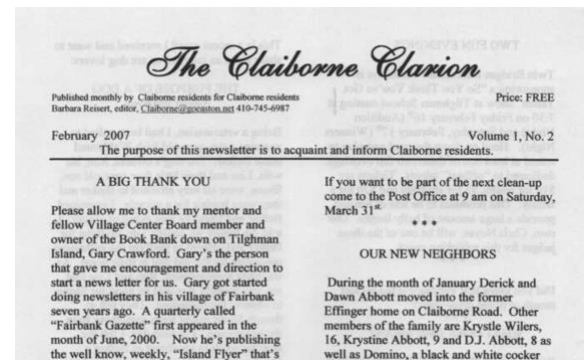 The Claiborne Clarion
Published monthly by Claiborne residents for Claiborne residents
Price: FREE
Barbara Reisert, editor, Claiborne@goeaston.net 410-745-6987
February 2007
Volume 1, No. 2
The purpose of this newsletter is to acquaint and inform Claiborne residents.
A BIG THANK YOU
Please allow me to thank my mentor and
fellow Village Center Board member and
owner of the Book Bank down on Tilghman
Island, Gary Crawford. Gary's the person
that gave me encouragement and direction to
start a news letter for us. Gary got started
doing newsletters in his village of Fairbank
seven years ago. A quarterly called
"Fairbank Gazette" first appeared in the
month of June, 2000. Now he's publishing
the well know, weekly, "Island Flyer" that's
If you want to be part of the next clean-up
come to the Post Office at 9 am on Saturday,
March 31st
* * * *
OUR NEW NEIGHBORS
During the month of January Derick and
Dawn Abbott moved into the former
Effinger home on Claiborne Road. Other
members of the family are Krystle Wilers,
16, Krystine Abbott, 9 and D.J. Abbott, 8 as
well as Domino, a black and white cocker